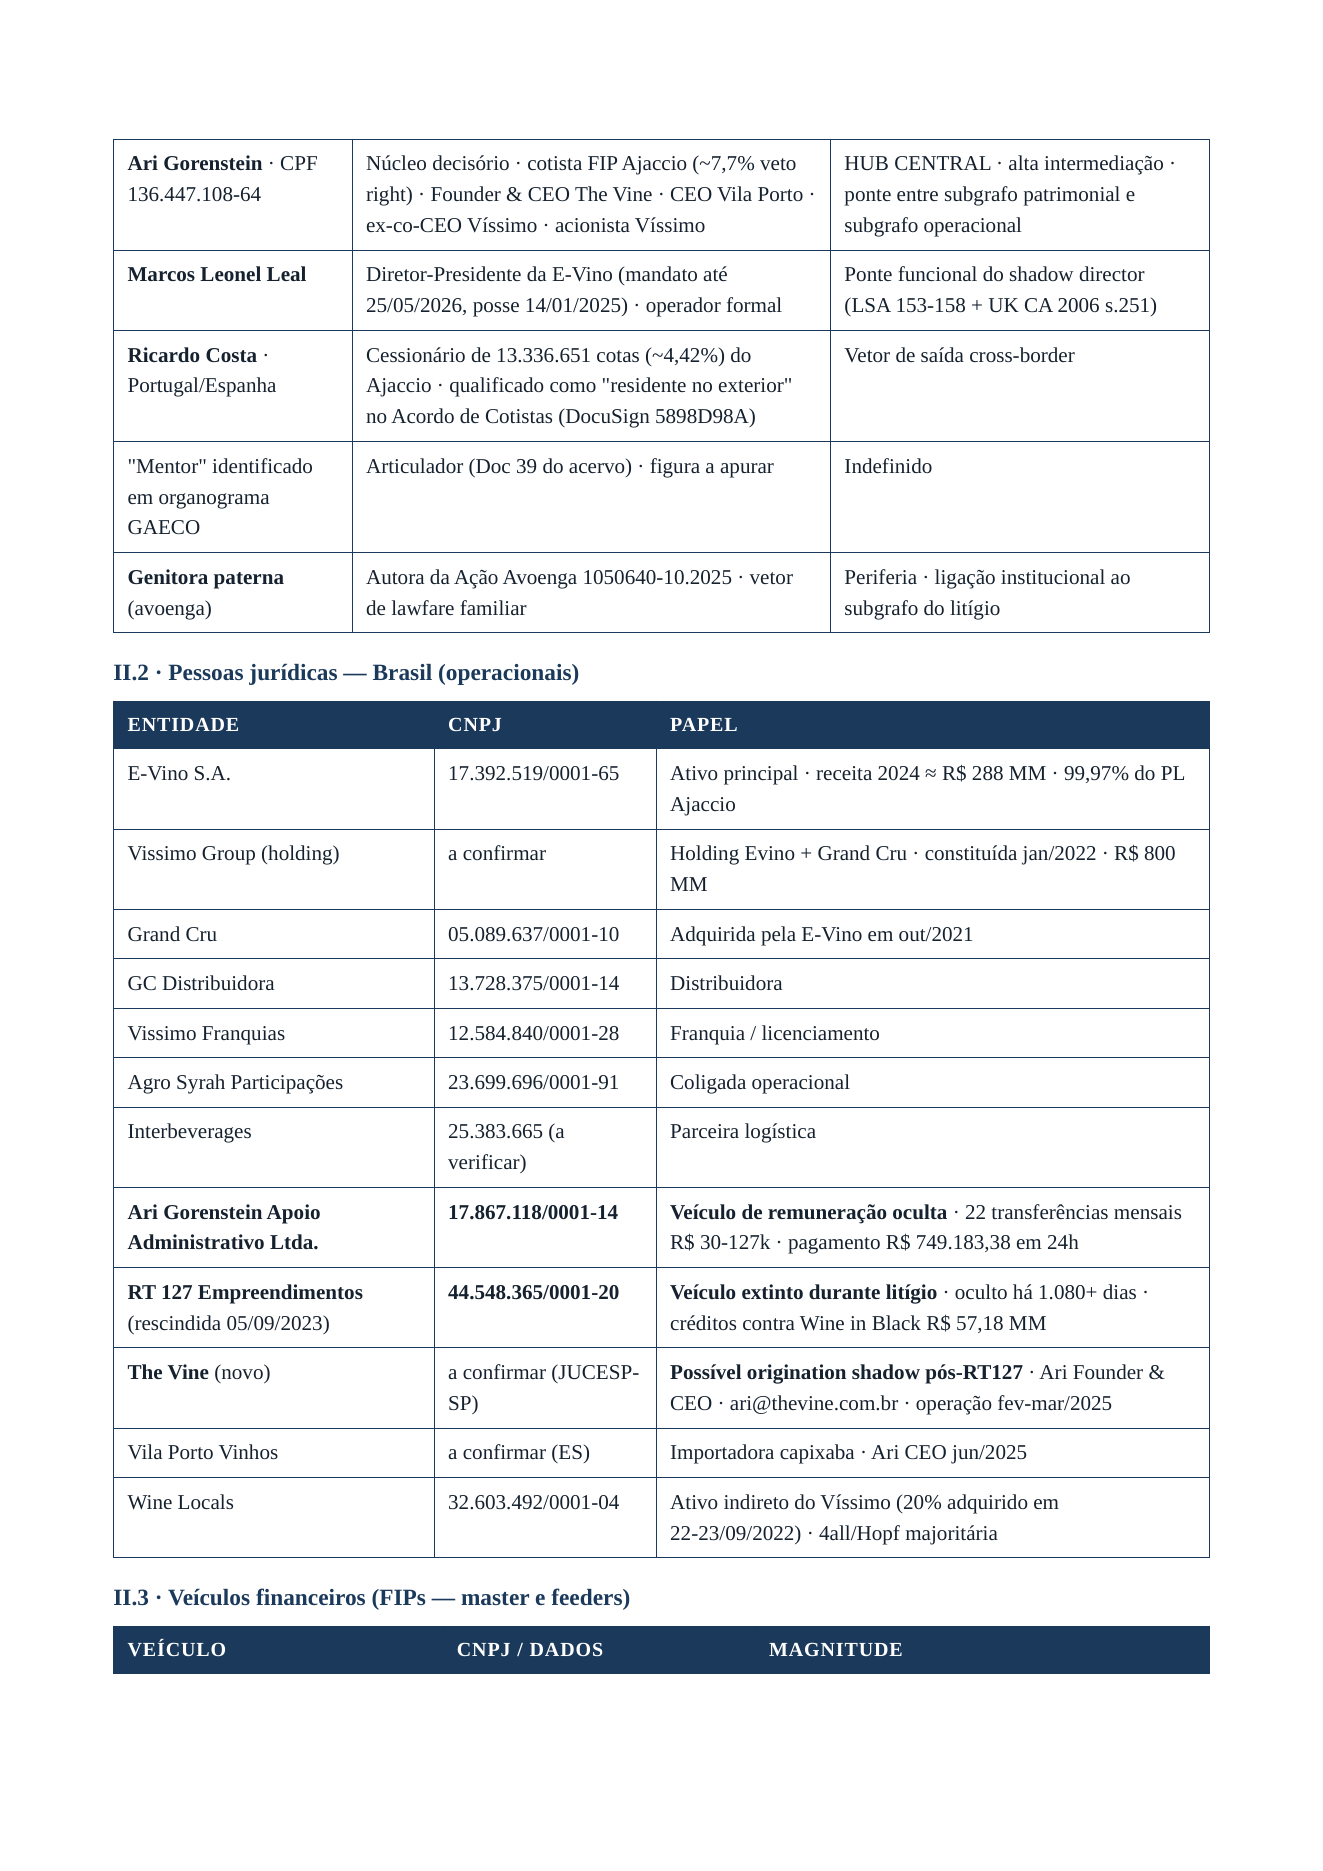 Ari Gorenstein · CPF
136.447.108-64
Núcleo decisório · cotista FIP Ajaccio (~7,7% veto
right) · Founder & CEO The Vine · CEO Vila Porto ·
ex-co-CEO Víssimo · acionista Víssimo
HUB CENTRAL · alta intermediação ·
ponte entre subgrafo patrimonial e
subgrafo operacional
Marcos Leonel Leal
Diretor-Presidente da E-Vino (mandato até
25/05/2026, posse 14/01/2025) · operador formal
Ponte funcional do shadow director
(LSA 153-158 + UK CA 2006 s.251)
Ricardo Costa ·
Portugal/Espanha
Cessionário de 13.336.651 cotas (~4,42%) do
Ajaccio · qualificado como "residente no exterior"
no Acordo de Cotistas (DocuSign 5898D98A)
Vetor de saída cross-border
"Mentor" identificado
em organograma
GAECO
Articulador (Doc 39 do acervo) · figura a apurar
Indefinido
Genitora paterna
(avoenga)
Autora da Ação Avoenga 1050640-10.2025 · vetor
de lawfare familiar
Periferia · ligação institucional ao
subgrafo do litígio
II.2 · Pessoas jurídicas — Brasil (operacionais)
ENTIDADE CNPJ PAPEL
E-Vino S.A.
17.392.519/0001-65
Ativo principal · receita 2024 ≈ R$ 288 MM · 99,97% do PL
Ajaccio
Vissimo Group (holding)
a confirmar
Holding Evino + Grand Cru · constituída jan/2022 · R$ 800
MM
Grand Cru
05.089.637/0001-10
Adquirida pela E-Vino em out/2021
GC Distribuidora
13.728.375/0001-14
Distribuidora
Vissimo Franquias
12.584.840/0001-28
Franquia / licenciamento
Agro Syrah Participações
23.699.696/0001-91
Coligada operacional
Interbeverages
25.383.665 (a
verificar)
Parceira logística
Ari Gorenstein Apoio
Administrativo Ltda.
17.867.118/0001-14
Veículo de remuneração oculta · 22 transferências mensais
R$ 30-127k · pagamento R$ 749.183,38 em 24h
RT 127 Empreendimentos
(rescindida 05/09/2023)
44.548.365/0001-20
Veículo extinto durante litígio · oculto há 1.080+ dias ·
créditos contra Wine in Black R$ 57,18 MM
The Vine (novo)
a confirmar (JUCESP-
SP)
Possível origination shadow pós-RT127 · Ari Founder &
CEO · ari@thevine.com.br · operação fev-mar/2025
Vila Porto Vinhos
a confirmar (ES)
Importadora capixaba · Ari CEO jun/2025
Wine Locals
32.603.492/0001-04
Ativo indireto do Víssimo (20% adquirido em
22-23/09/2022) · 4all/Hopf majoritária
II.3 · Veículos financeiros (FIPs — master e feeders)
VEÍCULO CNPJ / DADOS MAGNITUDE